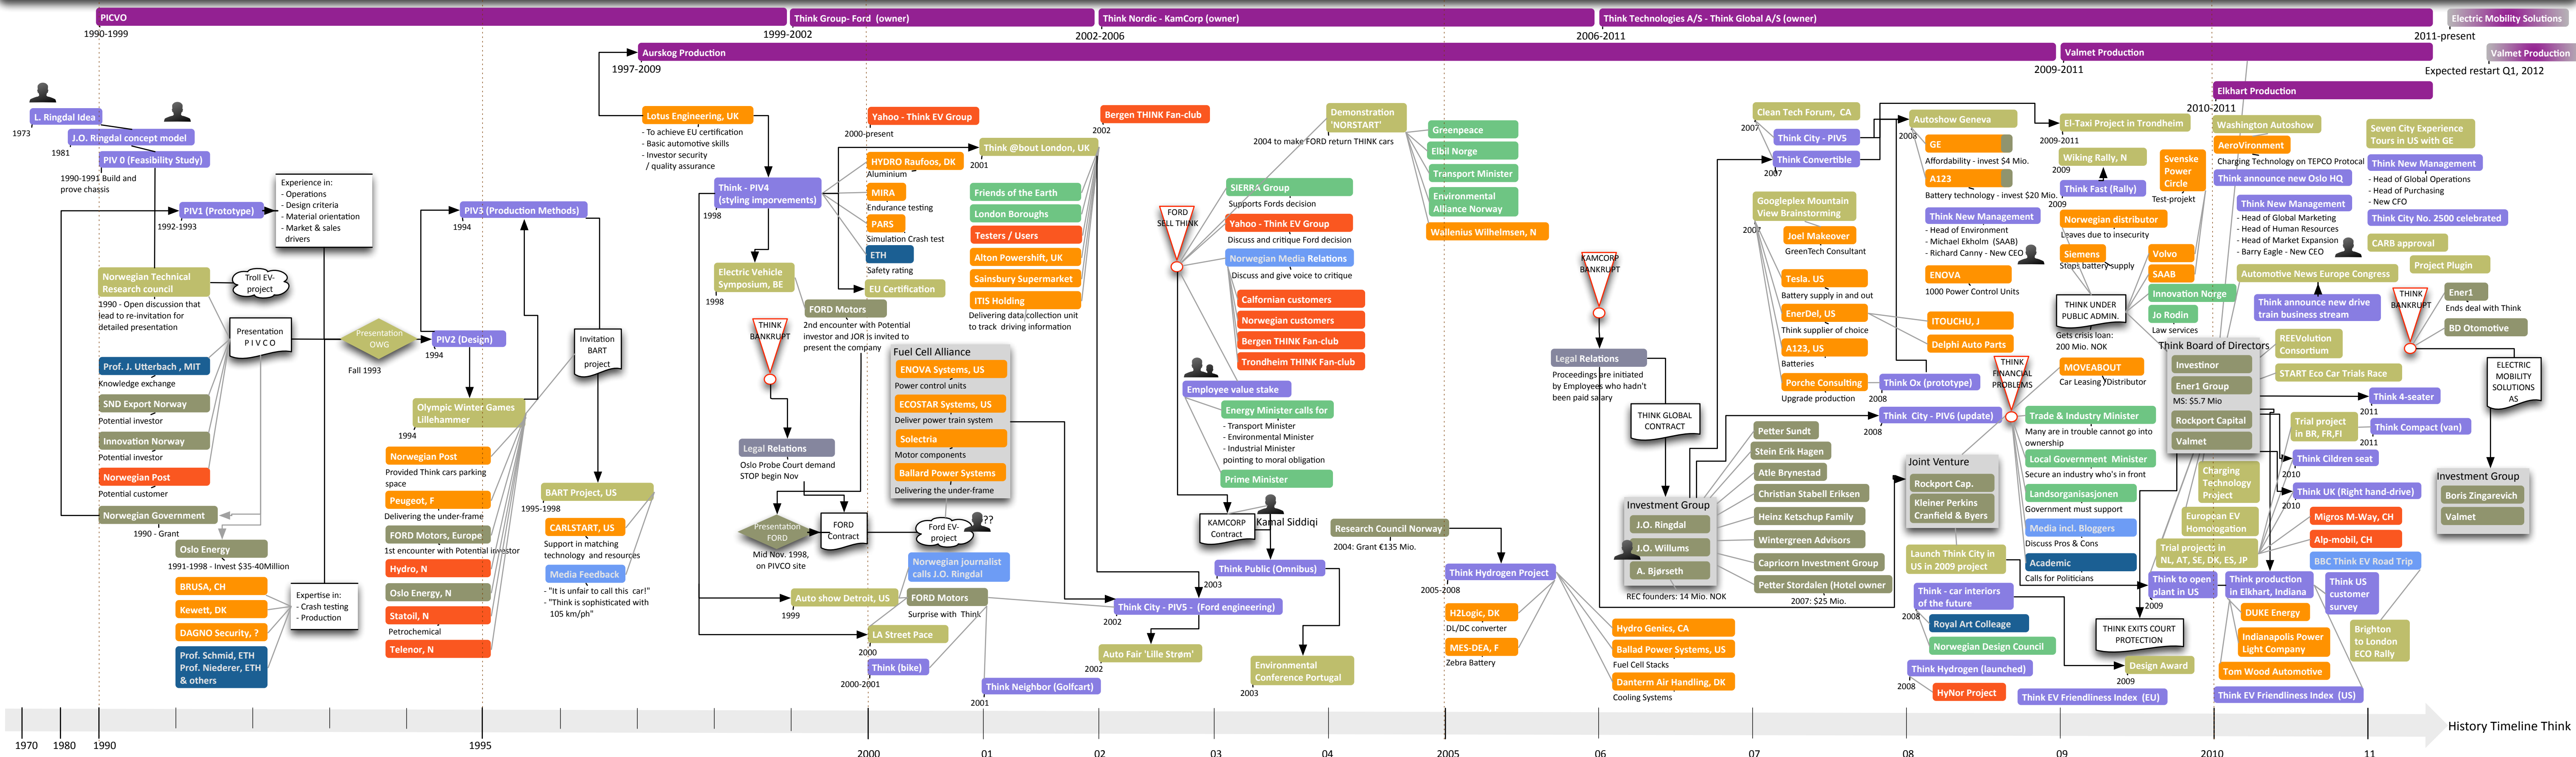 PICVO
1990-1999
Think Group- Ford (owner)
1999-2002
Think Nordic - KamCorp (owner)
2002-2006
Think Technologies A/S - Think Global A/S (owner)
2006-2011
Electric Mobility Solutions
2011-present
Aurskog Production
1997-2009
Valmet Production
2009-2011
Valmet Production
Expected restart Q1, 2012
Elkhart Production
2010-2011
L. Ringdal Idea
1973
J.O. Ringdal concept model
1981
PIV 0 (Feasibility Study)
1990-1991 Build and
prove chassis
PIV1 (Prototype)
1992-1993
Experience in:
- Operations
- Design criteria
- Material orientation
- Market & sales
drivers
Norwegian Technical
Research council
1990 - Open discussion that
lead to re-invitation for
detailed presentation
Troll EV-
project
Presentation
P I V C O
Prof. J. Utterbach , MIT
Knowledge exchange
SND Export Norway
Potential investor
Innovation Norway
Potential investor
Norwegian Post
Potential customer
Norwegian Government
1990 - Grant
Oslo Energy
1991-1998 - Invest $35-40Million
BRUSA, CH
Kewett, DK
DAGNO Security, ?
Prof. Schmid, ETH
Prof. Niederer, ETH
& others
Expertise in:
- Crash testing
- Production
Presentation
OWG
Fall 1993
PIV3 (Production Methods)
1994
PIV2 (Design)
1994
Olympic Winter Games
Lillehammer
1994
Norwegian Post
Provided Think cars parking
space
Peugeot, F
Delivering the under-frame
FORD Motors, Europe
1st encounter with Potential investor
Hydro, N
Oslo Energy, N
Statoil, N
Petrochemical
Telenor, N
Invitation
BART
project
BART Project, US
1995-1998
CARLSTART, US
Support in matching
technology and resources
Media Feedback
- "It is unfair to call this car!"
- "Think is sophisticated with
105 km/ph"
Lotus Engineering, UK
- To achieve EU certification
- Basic automotive skills
- Investor security
/ quality assurance
Think - PIV4
(styling imporvements)
1998
Electric Vehicle
Symposium, BE
1998
THINK
BANKRUPT
Legal Relations
Oslo Probe Court demand
STOP begin Nov
Presentation
FORD
Mid Nov. 1998,
on PIVCO site
FORD
Contract
Yahoo - Think EV Group
2000-present
HYDRO Raufoos, DK
Aluminium
MIRA
Endurance testing
PARS
Simulation Crash test
ETH
Safety rating
EU Certification
FORD Motors
2nd encounter with Potential
investor and JOR is invited to
present the company
Fuel Cell Alliance
ENOVA Systems, US
Power control units
ECOSTAR Systems, US
Deliver power train system
Solectria
Motor components
Ballard Power Systems
Delivering the under-frame
Ford EV-
project
??
Norwegian journalist
calls J.O. Ringdal
Auto show Detroit, US
1999
FORD Motors
Surprise with Think
LA Street Pace
2000
Think (bike)
2000-2001
Think Neighbor (Golfcart)
2001
Think @bout London, UK
2001
Friends of the Earth
London Boroughs
Testers / Users
Alton Powershift, UK
Sainsbury Supermarket
ITIS Holding
Delivering data collection unit
to track driving information
Bergen THINK Fan-club
2002
Think City - PIV5 - (Ford engineering)
2002
Auto Fair 'Lille Strøm'
2002
FORD
SELL THINK
SIERRA Group
Supports Fords decision
Yahoo - Think EV Group
Discuss and critique Ford decision
Norwegian Media Relations
Discuss and give voice to critique
Calfornian customers
Norwegian customers
Bergen THINK Fan-club
Trondheim THINK Fan-club
Employee value stake
Energy Minister calls for
- Transport Minister
- Environmental Minister
- Industrial Minister
pointing to moral obligation
Prime Minister
KAMCORP
Contract
Kamal Siddiqi
Think Public (Omnibus)
2003
Environmental
Conference Portugal
2003
Demonstration
'NORSTART'
2004 to make FORD return THINK cars
Greenpeace
Elbil Norge
Transport Minister
Environmental
Alliance Norway
Wallenius Wilhelmsen, N
Research Council Norway
2004: Grant €135 Mio.
Think Hydrogen Project
2005-2008
H2Logic, DK
DL/DC converter
MES-DEA, F
Zebra Battery
Hydro Genics, CA
Ballad Power Systems, US
Fuel Cell Stacks
Danterm Air Handling, DK
Cooling Systems
KAMCORP
BANKRUPT
Legal Relations
Proceedings are initiated
by Employees who hadn't
been paid salary
THINK GLOBAL
CONTRACT
Investment Group
J.O. Ringdal
J.O. Willums
A. Bjørseth
REC founders: 14 Mio. NOK
Petter Sundt
Stein Erik Hagen
Atle Brynestad
Christian Stabell Eriksen
Heinz Ketschup Family
Wintergreen Advisors
Capricorn Investment Group
Petter Stordalen (Hotel owner
2007: $25 Mio.
Clean Tech Forum, CA
2007
Think City - PIV5
Think Convertible
2007
Googleplex Mountain
View Brainstorming
2007
Joel Makeover
GreenTech Consultant
Tesla. US
Battery supply in and out
EnerDel, US
Think supplier of choice
A123, US
Batteries
Porche Consulting
Upgrade production
ITOUCHU, J
Delphi Auto Parts
Think Ox (prototype)
2008
Think City - PIV6 (update)
2008
Autoshow Geneva
2008
GE
Affordability - invest $4 Mio.
A123
Battery technology - invest $20 Mio.
Think New Management
- Head of Environment
- Michael Ekholm (SAAB)
- Richard Canny - New CEO
ENOVA
1000 Power Control Units
THINK
FINANCIAL
PROBLEMS
Joint Venture
Rockport Cap.
Kleiner Perkins
Cranfield & Byers
Launch Think City in
US in 2009 project
Think - car interiors
of the future
2008
Royal Art Colleage
Norwegian Design Council
Think Hydrogen (launched)
2008
HyNor Project
El-Taxi Project in Trondheim
2009-2011
Wiking Rally, N
2009
Think Fast (Rally)
2009
Svenske
Power
Circle
Test-projekt
Norwegian distributor
Leaves due to insecurity
Siemens
Stops battery supply
Volvo
SAAB
Innovation Norge
Jo Rodin
Law services
THINK UNDER
PUBLIC ADMIN.
Gets crisis loan:
200 Mio. NOK
MOVEABOUT
Car Leasing /Distributor
Trade & Industry Minister
Many are in trouble cannot go into
ownership
Local Government Minister
Secure an industry who's in front
Landsorganisasjonen
Government must support
Media incl. Bloggers
Discuss Pros & Cons
Academic
Calls for Politicians
THINK EXITS COURT
PROTECTION
Design Award
2009
Think EV Friendliness Index (EU)
Think to open
plant in US
2009
Think Board of Directors
Investinor
Ener1 Group
MS: $5.7 Mio
Rockport Capital
Valmet
Charging
Technology
Project
European EV
Homologation
Trial projects in
NL, AT, SE, DK, ES, JP
Washington Autoshow
AeroVironment
Charging Technology on TEPCO Protocal
Think announce new Oslo HQ
Think New Management
- Head of Global Marketing
- Head of Human Resources
- Head of Market Expansion
- Barry Eagle - New CEO
Automotive News Europe Congress
Think announce new drive
train business stream
REEVolution
Consortium
START Eco Car Trials Race
Trial project
in BR, FR,FI
Think 4-seater
2011
Think Compact (van)
2011
Think Cildren seat
2010
Think UK (Right hand-drive)
2010
Migros M-Way, CH
Alp-mobil, CH
BBC Think EV Road Trip
Think production
in Elkhart, Indiana
2010
Think US
customer
survey
DUKE Energy
Indianapolis Power
Light Company
Tom Wood Automotive
Brighton
to London
ECO Rally
Think EV Friendliness Index (US)
Seven City Experience
Tours in US with GE
Think New Management
- Head of Global Operations
- Head of Purchasing
- New CFO
Think City No. 2500 celebrated
CARB approval
Project Plugin
THINK
BANKRUPT
Ener1
Ends deal with Think
BD Otomotive
ELECTRIC
MOBILITY
SOLUTIONS
AS
Investment Group
Boris Zingarevich
Valmet
1970
1980
1990
1995
2000
01
02
03
04
2005
06
07
08
09
2010
11
History Timeline Think